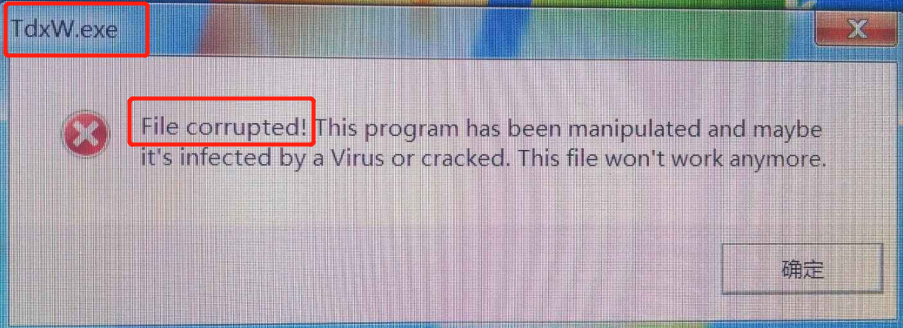 TdxW.exe
File corrupted! This program has been manipulated and maybe
it's infected by a Virus or cracked. This file won't work anymore.
确定